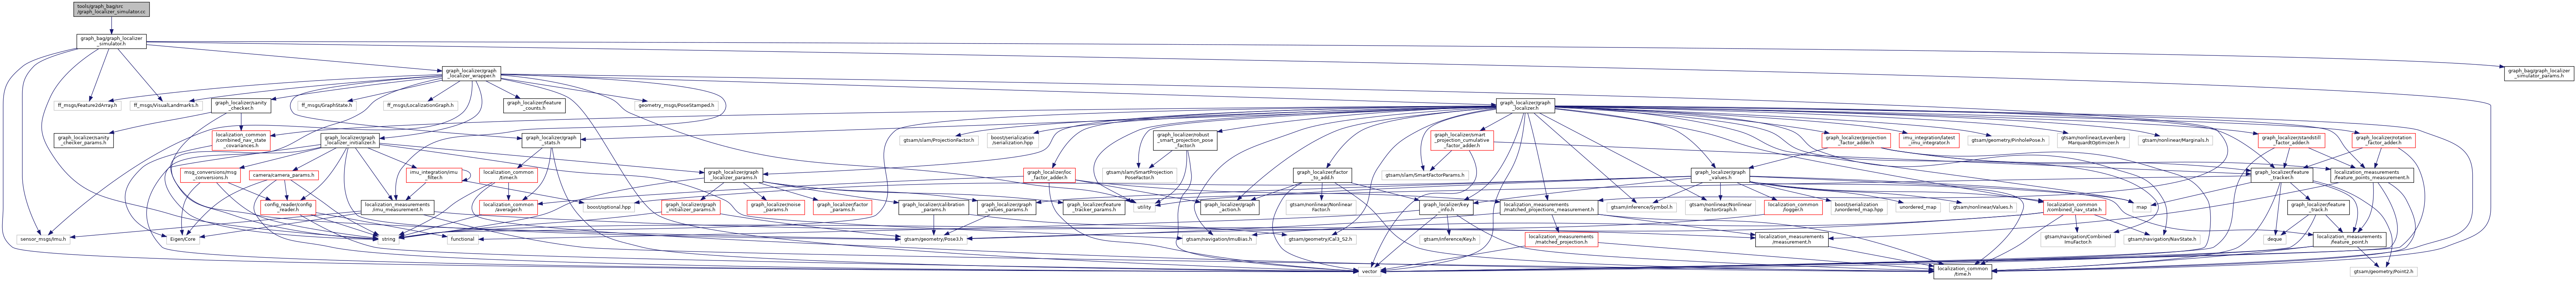 tools/graph_bag/src
/graph_localizer_simulator.cc
graph_bag/graph_localizer
_simulator.h
graph_localizer/graph
_localizer_wrapper.h
graph_bag/graph_localizer
_simulator_params.h
ff_msgs/Feature2dArray.h
ff_msgs/VisualLandmarks.h
graph_localizer/sanity
_checker.h
ff_msgs/GraphState.h
ff_msgs/LocalizationGraph.h
graph_localizer/feature
_counts.h
geometry_msgs/PoseStamped.h
graph_localizer/graph
_localizer.h
graph_localizer/sanity
_checker_params.h
localization_common
/combined_nav_state
_covariances.h
graph_localizer/graph
_localizer_initializer.h
graph_localizer/graph
_stats.h
gtsam/slam/ProjectionFactor.h
boost/serialization
/serialization.hpp
graph_localizer/robust
_smart_projection_pose
_factor.h
graph_localizer/smart
_projection_cumulative
_factor_adder.h
graph_localizer/projection
_factor_adder.h
imu_integration/latest
_imu_integrator.h
gtsam/geometry/PinholePose.h
gtsam/nonlinear/Levenberg
MarquardtOptimizer.h
gtsam/nonlinear/Marginals.h
graph_localizer/standstill
_factor_adder.h
graph_localizer/rotation
_factor_adder.h
msg_conversions/msg
_conversions.h
camera/camera_params.h
imu_integration/imu
_filter.h
localization_common
/time.h
graph_localizer/graph
_localizer_params.h
graph_localizer/loc
_factor_adder.h
gtsam/slam/SmartProjection
PoseFactor.h
graph_localizer/factor
_to_add.h
gtsam/slam/SmartFactorParams.h
graph_localizer/graph
_values.h
graph_localizer/feature
_tracker.h
localization_measurements
/feature_points_measurement.h
config_reader/config
_reader.h
localization_measurements
/imu_measurement.h
localization_common
/averager.h
boost/optional.hpp
graph_localizer/graph
_initializer_params.h
graph_localizer/noise
_params.h
graph_localizer/factor
_params.h
graph_localizer/calibration
_params.h
graph_localizer/graph
_values_params.h
graph_localizer/feature
_tracker_params.h
utility
graph_localizer/graph
_action.h
gtsam/nonlinear/Nonlinear
Factor.h
graph_localizer/key
_info.h
localization_measurements
/matched_projections_measurement.h
gtsam/inference/Symbol.h
gtsam/nonlinear/Nonlinear
FactorGraph.h
localization_common
/logger.h
boost/serialization
/unordered_map.hpp
unordered_map
gtsam/nonlinear/Values.h
localization_common
/combined_nav_state.h
map
graph_localizer/feature
_track.h
sensor_msgs/Imu.h
Eigen/Core
string
functional
gtsam/geometry/Pose3.h
gtsam/navigation/ImuBias.h
gtsam/geometry/Cal3_S2.h
gtsam/inference/Key.h
localization_measurements
/matched_projection.h
localization_measurements
/measurement.h
gtsam/navigation/Combined
ImuFactor.h
gtsam/navigation/NavState.h
deque
localization_measurements
/feature_point.h
vector
localization_common
/time.h
gtsam/geometry/Point2.h